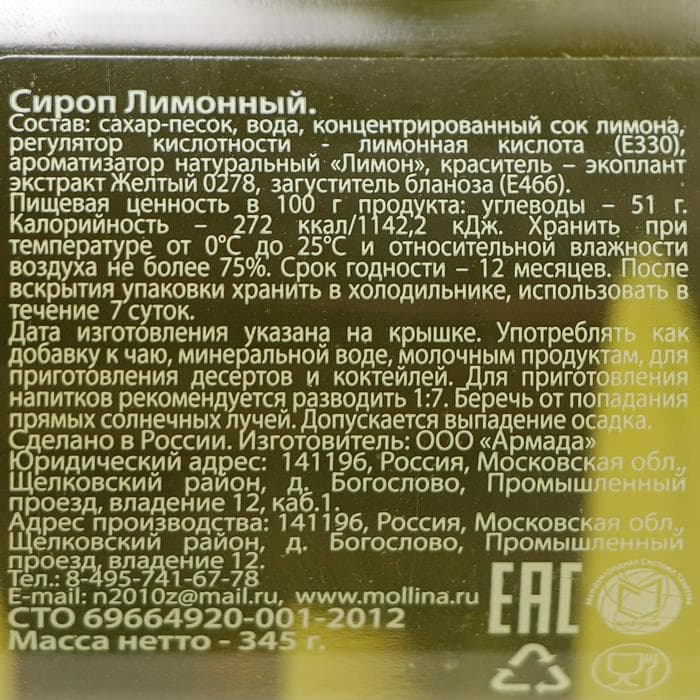 Сироп Лимонный.
Состав: сахар-песок, вода, концентрированный сок лимона,
регулятор кислотности - лимонная кислота (Е330),
ароматизатор натуральный «Лимон», краситель – экоплант
экстракт Желтый 0278, загуститель бланоза (Е466).
Пищевая ценность в 100 г продукта: углеводы – 51 г.
Калорийность – 272 ккал/1142,2 кДж. Хранить при
температуре от 0°С до 25°С и относительной влажности
воздуха не более 75%. Срок годности – 12 месяцев. После
вскрытия упаковки хранить в холодильнике, использовать в
течение 7 суток.
Дата изготовления указана на крышке. Употреблять как
добавку к чаю, минеральной воде, молочным продуктам, для
приготовления десертов и коктейлей. Для приготовления
напитков рекомендуется разводить 1:7. Беречь от попадания
прямых солнечных лучей. Допускается выпадение осадка.
Сделано в России. Изготовитель: ООО «Армада»
Юридический адрес: 141196, Россия, Московская обл.,
Щелковский район, д. Богослово, Промышленный
проезд, владение 12, каб.1.
Адрес производства: 141196, Россия, Московская обл.,
Щелковский район, д. Богослово, Промышленный
проезд, владение 12.
Тел.: 8-495-741-67-78
E-mail: n2010z@mail.ru, www.mollina.ru
СТО 69664920-001-2012
Масса нетто - 345 г.
ЕАС